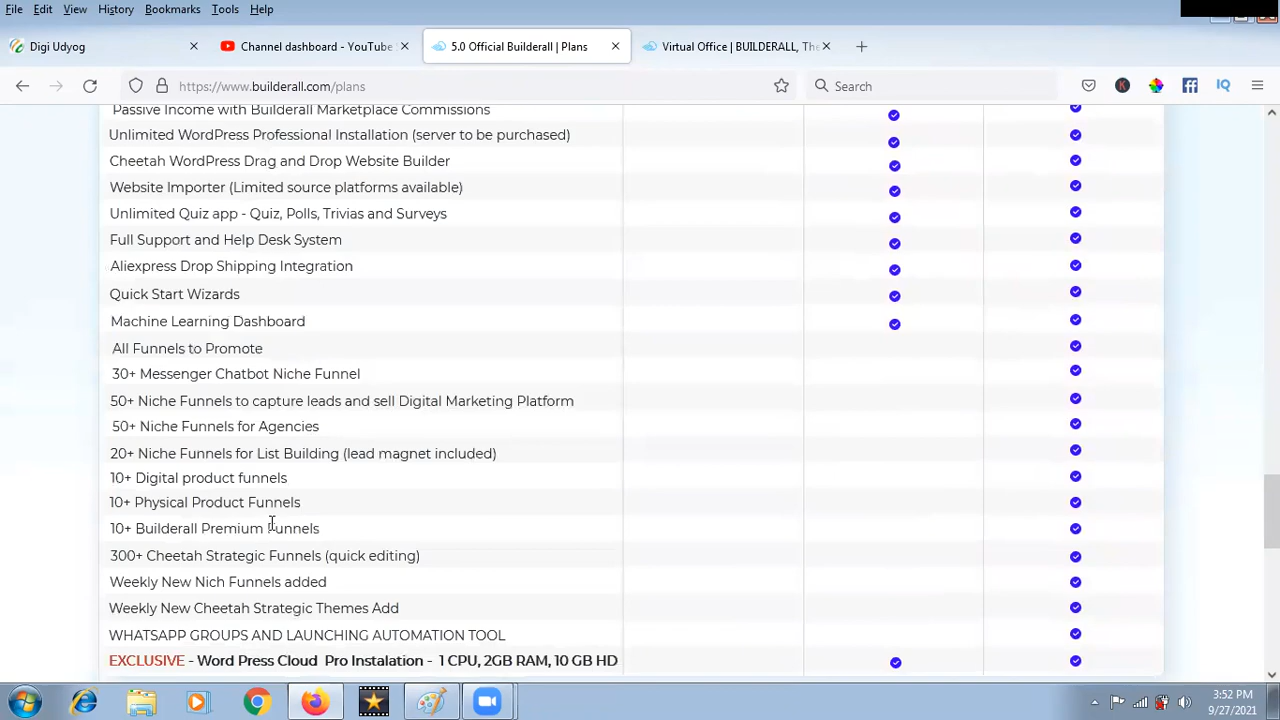 File Edit View History Bookmarks Tools Help
Digi Udyog
Channel dashboard - YouTube
5.0 Official Builderall | Plans
Virtual Office | BUILDERALL, The
https://www.builderall.com/plans
Search
Passive Income with Builderall Marketplace Commissions
Unlimited WordPress Professional Installation (server to be purchased)
Cheetah WordPress Drag and Drop Website Builder
Website Importer (Limited source platforms available)
Unlimited Quiz app - Quiz, Polls, Trivias and Surveys
Full Support and Help Desk System
Aliexpress Drop Shipping Integration
Quick Start Wizards
Machine Learning Dashboard
All Funnels to Promote
30+ Messenger Chatbot Niche Funnel
50+ Niche Funnels to capture leads and sell Digital Marketing Platform
50+ Niche Funnels for Agencies
20+ Niche Funnels for List Building (lead magnet included)
10+ Digital product funnels
10+ Physical Product Funnels
10+ Builderall Premium Funnels
300+ Cheetah Strategic Funnels (quick editing)
Weekly New Nich Funnels added
Weekly New Cheetah Strategic Themes Add
WHATSAPP GROUPS AND LAUNCHING AUTOMATION TOOL
EXCLUSIVE - Word Press Cloud Pro Instalation - 1 CPU, 2GB RAM, 10 GB HD
3:52 PM
9/27/2021